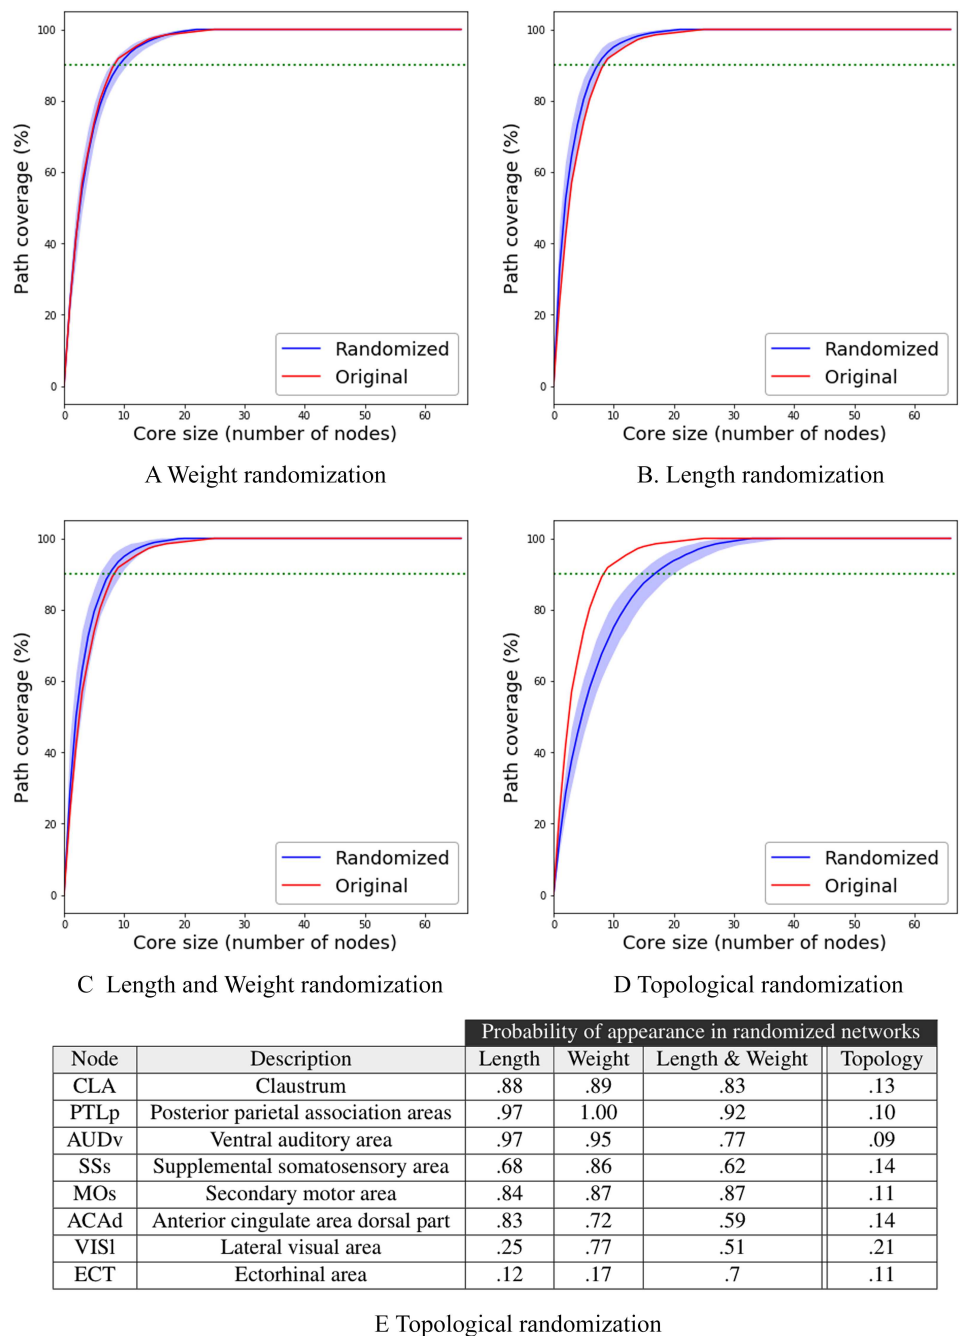 100
80
60
40
20
0
Path coverage (%)
Randomized
Original
0 10 20 30 40 50 60
Core size (number of nodes)
A Weight randomization
100
80
60
40
20
0
Path coverage (%)
Randomized
Original
0 10 20 30 40 50 60
Core size (number of nodes)
B. Length randomization
100
80
60
40
20
0
Path coverage (%)
Randomized
Original
0 10 20 30 40 50 60
Core size (number of nodes)
C Length and Weight randomization
100
80
60
40
20
0
Path coverage (%)
Randomized
Original
0 10 20 30 40 50 60
Core size (number of nodes)
D Topological randomization
Probability of appearance in randomized networks
Node Description Length Weight Length & Weight Topology
CLA Claustrum .88 .89 .83 .13
PTLp Posterior parietal association areas .97 1.00 .92 .10
AUDv Ventral auditory area .97 .95 .77 .09
SSs Supplemental somatosensory area .68 .86 .62 .14
MOs Secondary motor area .84 .87 .87 .11
ACAd Anterior cingulate area dorsal part .83 .72 .59 .14
VISl Lateral visual area .25 .77 .51 .21
ECT Ectorhinal area .12 .17 .7 .11
E Topological randomization